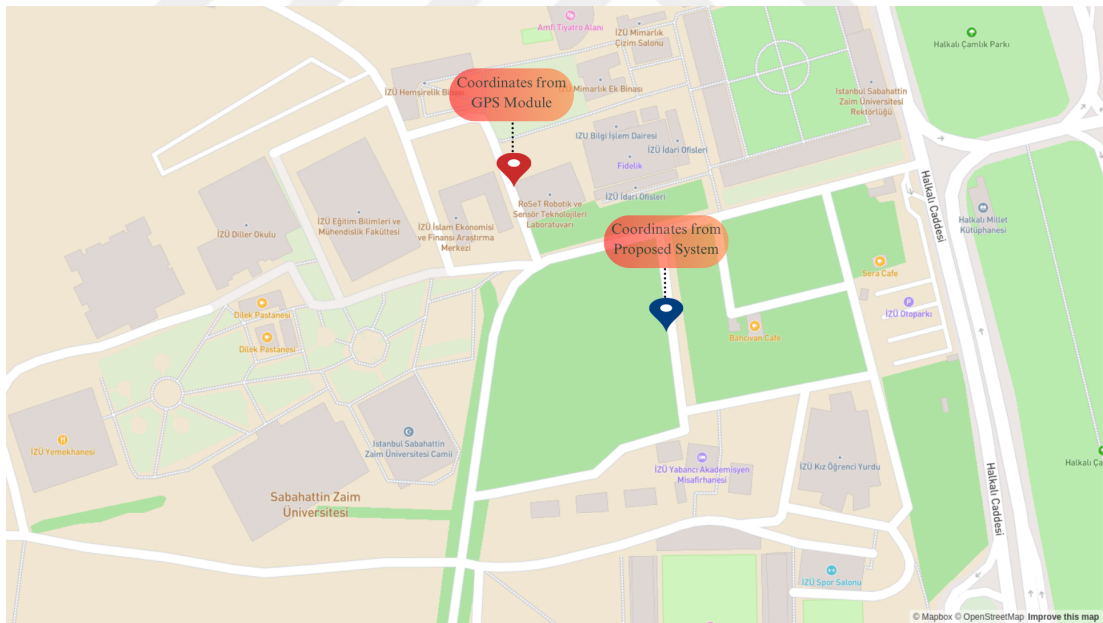 Amfi Tiyatro Alanı
İZÜ Mimarlık
Çizim Salonu
Halkalı Çamlık Parkı
Coordinates from
GPS Module
İZÜ Hemşirelik Binası
İZÜ Mimarlık Ek Binası
İstanbul Sabahattin
Zaim Üniversitesi
Rektörlüğü
IZU Bilgi İşlem Dairesi
İZÜ İdari Ofisleri
Fidelik
İZÜ İdari Ofisleri
RoSeT Robotik ve
Sensör Teknolojileri
Laboratuvarı
Halkalı Caddesi
İZÜ Eğitim Bilimleri ve
Mühendislik Fakültesi
İZÜ İslam Ekonomisi
ve Finansı Araştırma
Merkezi
İZÜ Diller Okulu
Halkalı Millet
Kütüphanesi
Coordinates from
Proposed System
Sera Cafe
İZÜ Otoparkı
Dilek Pastanesi
Dilek Pastanesi
Bahçıvan Cafe
İZÜ Yemekhanesi
İstanbul Sabahattin
Zaim Üniversitesi Camii
İZÜ Yabancı Akademisyen
Misafirhanesi
İZÜ Kız Öğrenci Yurdu
Halkalı Ça
Halkalı Caddesi
Sabahattin Zaim
Üniversitesi
İZÜ Spor Salonu
© Mapbox © OpenStreetMap Improve this map